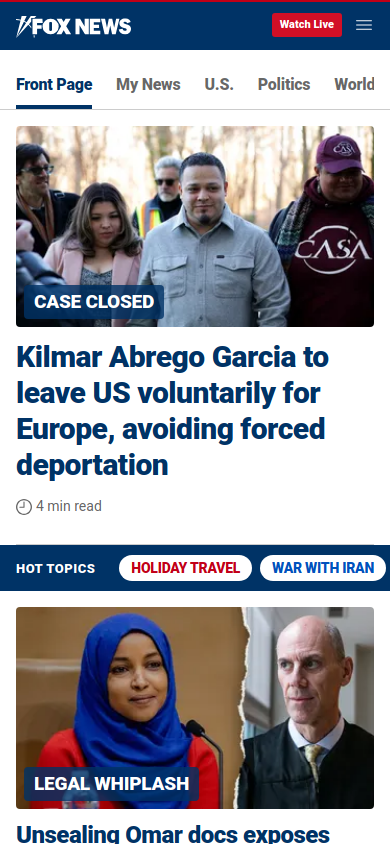 FOX NEWS
Watch Live
Front Page
My News
U.S.
Politics
World
CASA
CASA
CASE CLOSED
Kilmar Abrego Garcia to
leave US voluntarily for
Europe, avoiding forced
deportation
4 min read
HOT TOPICS
HOLIDAY TRAVEL
WAR WITH IRAN
LEGAL WHIPLASH
Unsealing Omar docs exposes